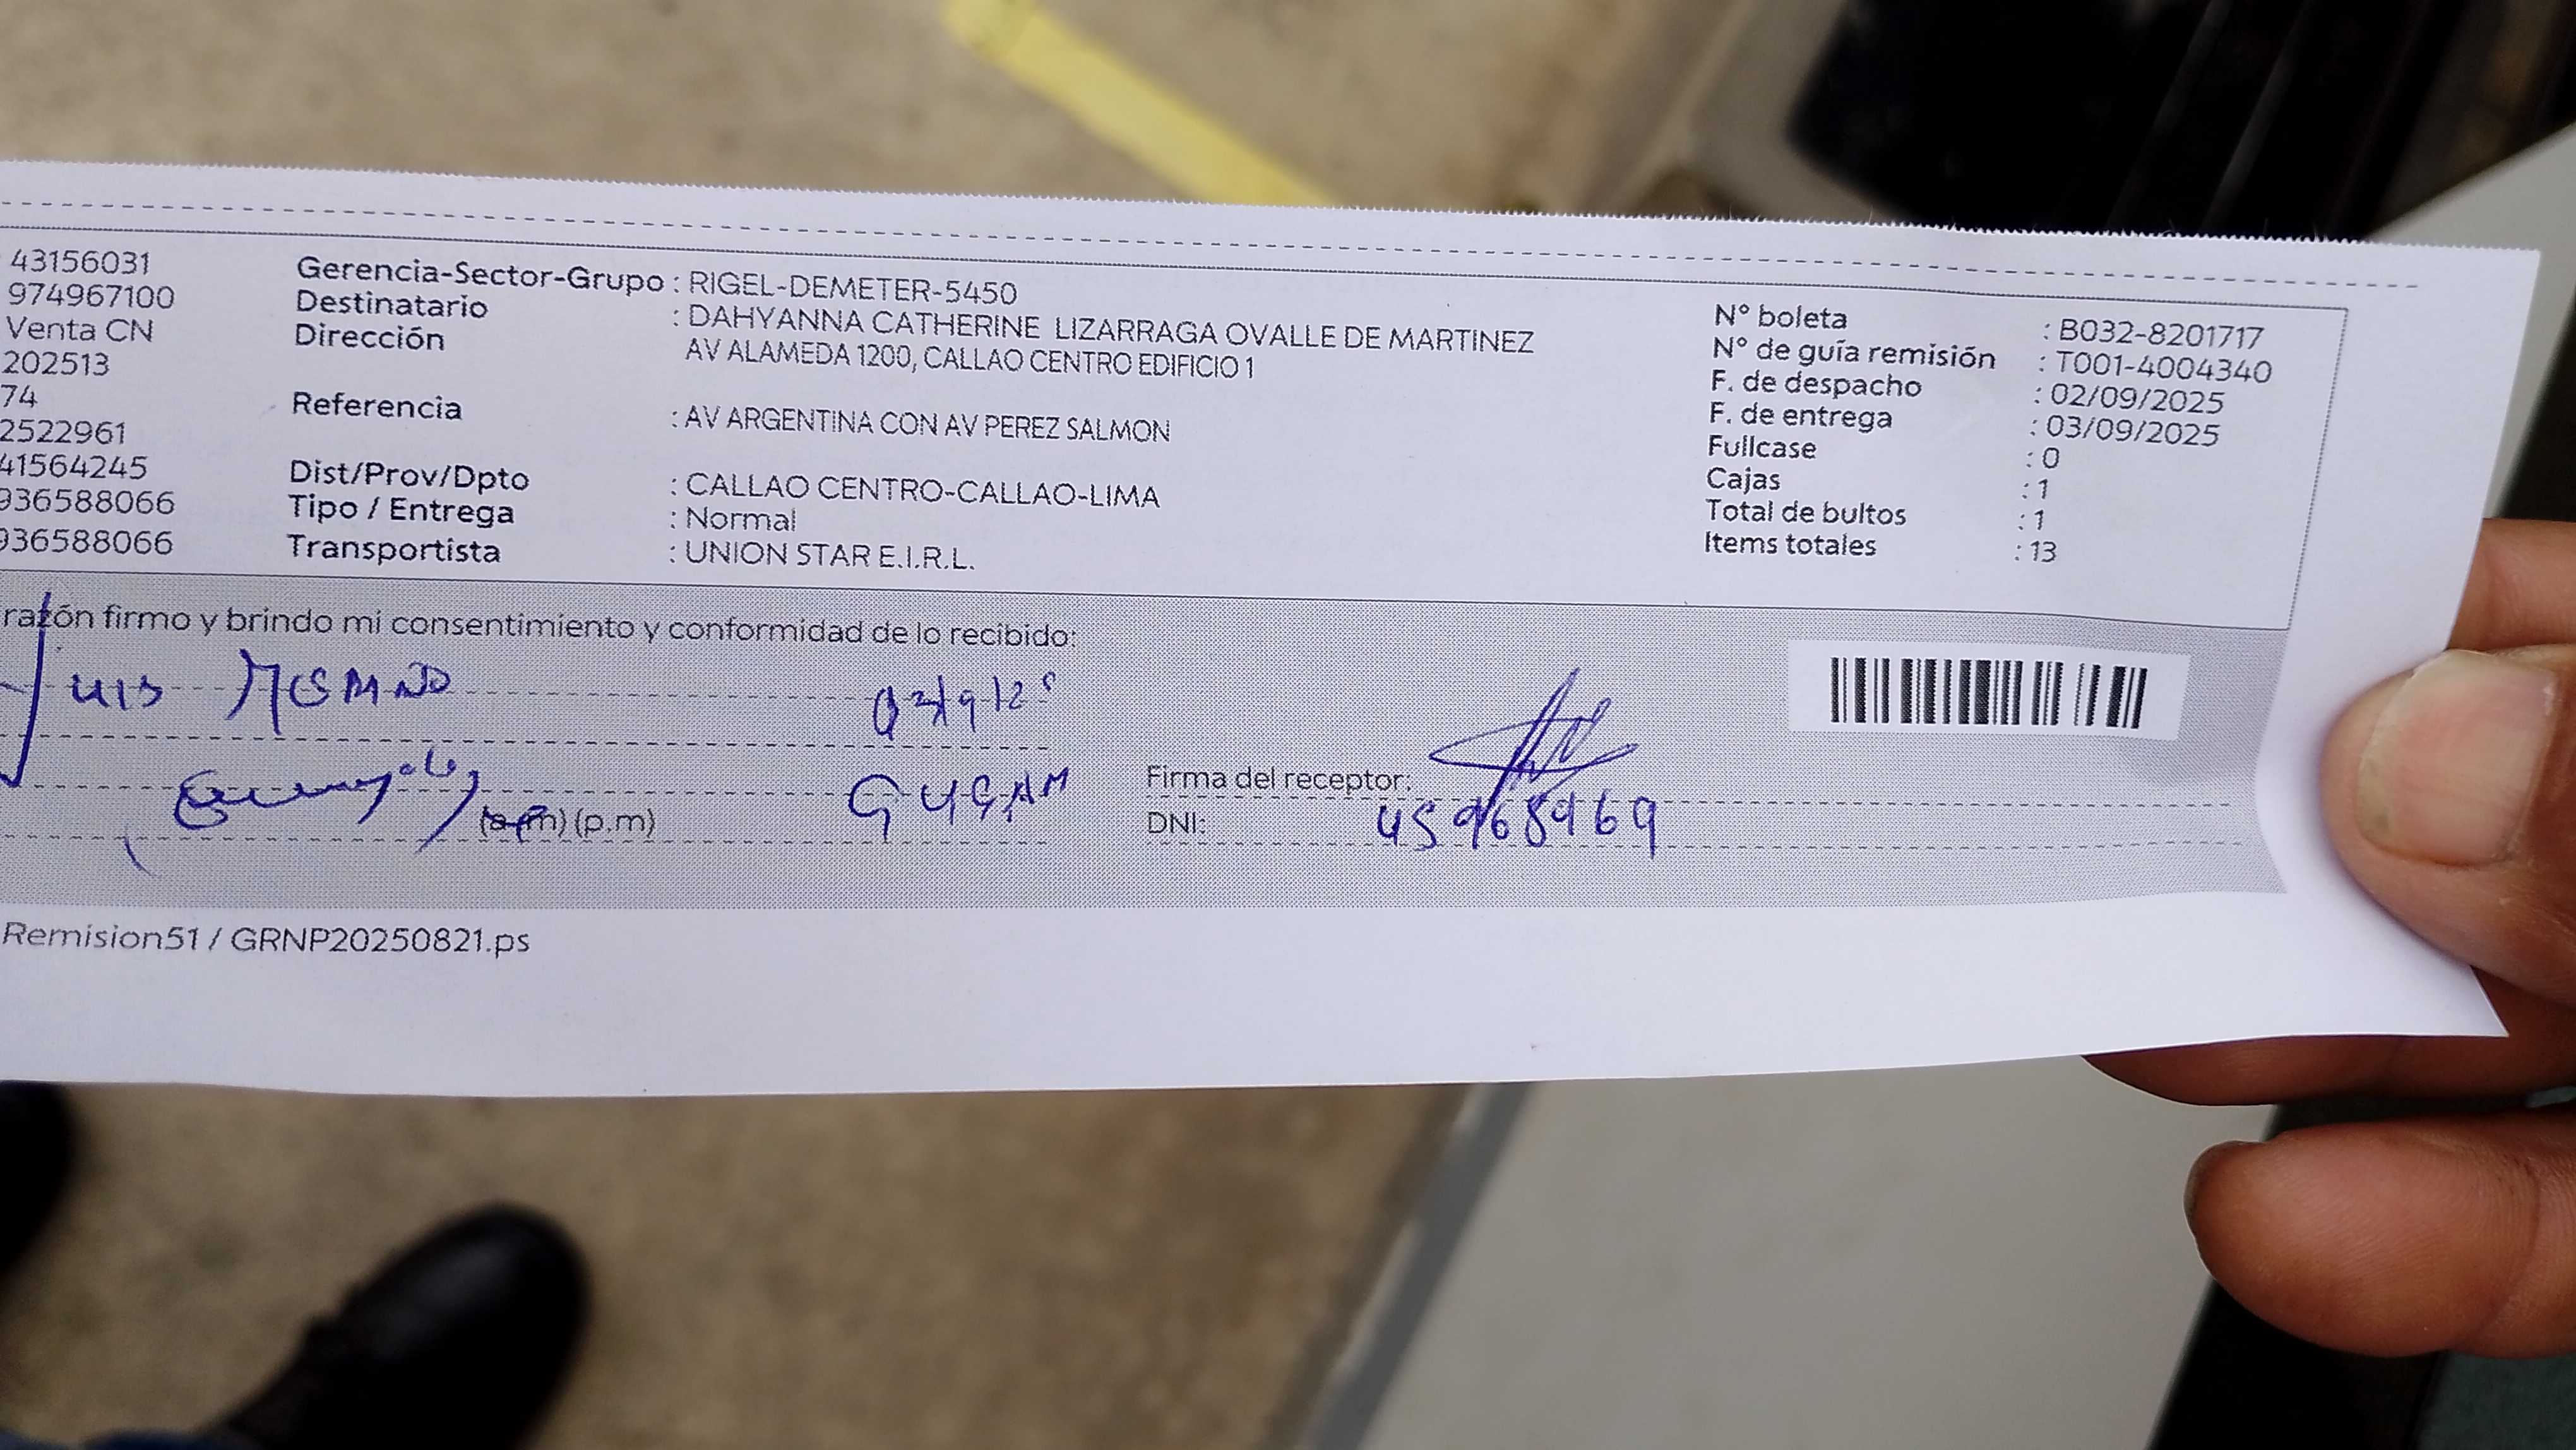 43156031 Gerencia-Sector-Grupo : RIGEL-DEMETER-5450
974967100 Destinatario : DAHYANNA CATHERINE LIZARRAGA OVALLE DE MARTINEZ
Venta CN Dirección AV ALAMEDA 1200, CALLAO CENTRO EDIFICIO 1
202513
74 Referencia : AV ARGENTINA CON AV PEREZ SALMON
2522961
41564245 Dist/Prov/Dpto : CALLAO CENTRO-CALLAO-LIMA
936588066 Tipo / Entrega : Normal
936588066 Transportista : UNION STAR E.I.R.L.
N° boleta : B032-8201717
N° de guía remisión : T001-4004340
F. de despacho : 02/09/2025
F. de entrega : 03/09/2025
Fullcase : 0
Cajas : 1
Total de bultos : 1
Items totales : 13
razón firmo y brindo mi consentimiento y conformidad de lo recibido:
Luis
(a.m) (p.m)
Firma del receptor:
DNI: 45968969
Remision51 / GRNP20250821.ps